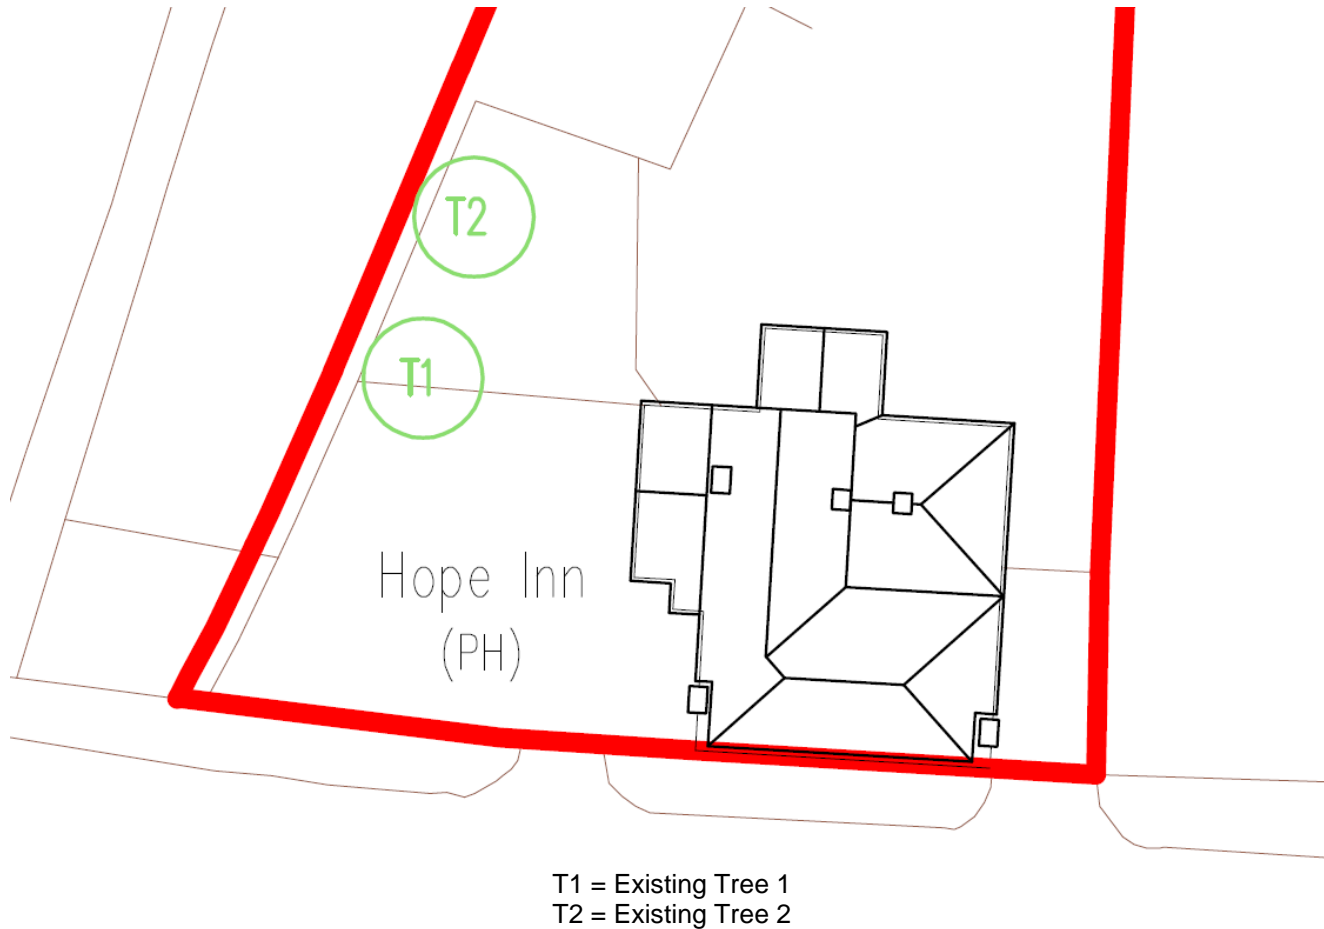 T2
T1
Hope Inn
(PH)
T1 = Existing Tree 1
T2 = Existing Tree 2